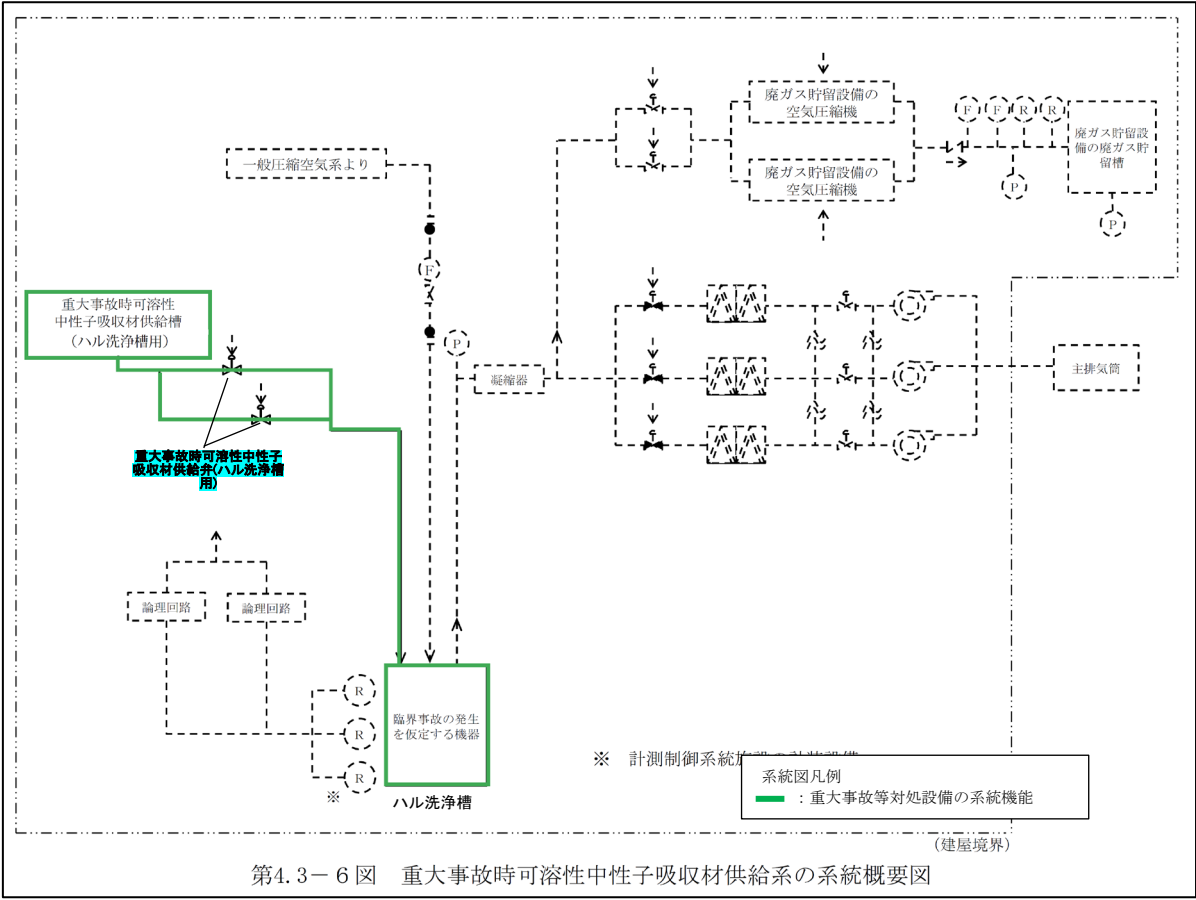 廃ガス貯留設備の
空気圧縮機
F
F
R
R
廃ガス貯留設
備の廃ガス貯
留槽
一般圧縮空気系より
廃ガス貯留設備の
空気圧縮機
P
P
F
重大事故時可溶性
中性子吸収材供給槽
（ハル洗浄槽用）
P
凝縮器
主排気筒
重大事故時可溶性中性子
吸収材供給弁(ハル洗浄槽
用)
論理回路
論理回路
R
R
R
※
臨界事故の発生
を仮定する機器
ハル洗浄槽
※　計測制御系統施設の計装設備
系統図凡例
：重大事故等対処設備の系統機能
（建屋境界）
第4.3－６図　重大事故時可溶性中性子吸収材供給系の系統概要図